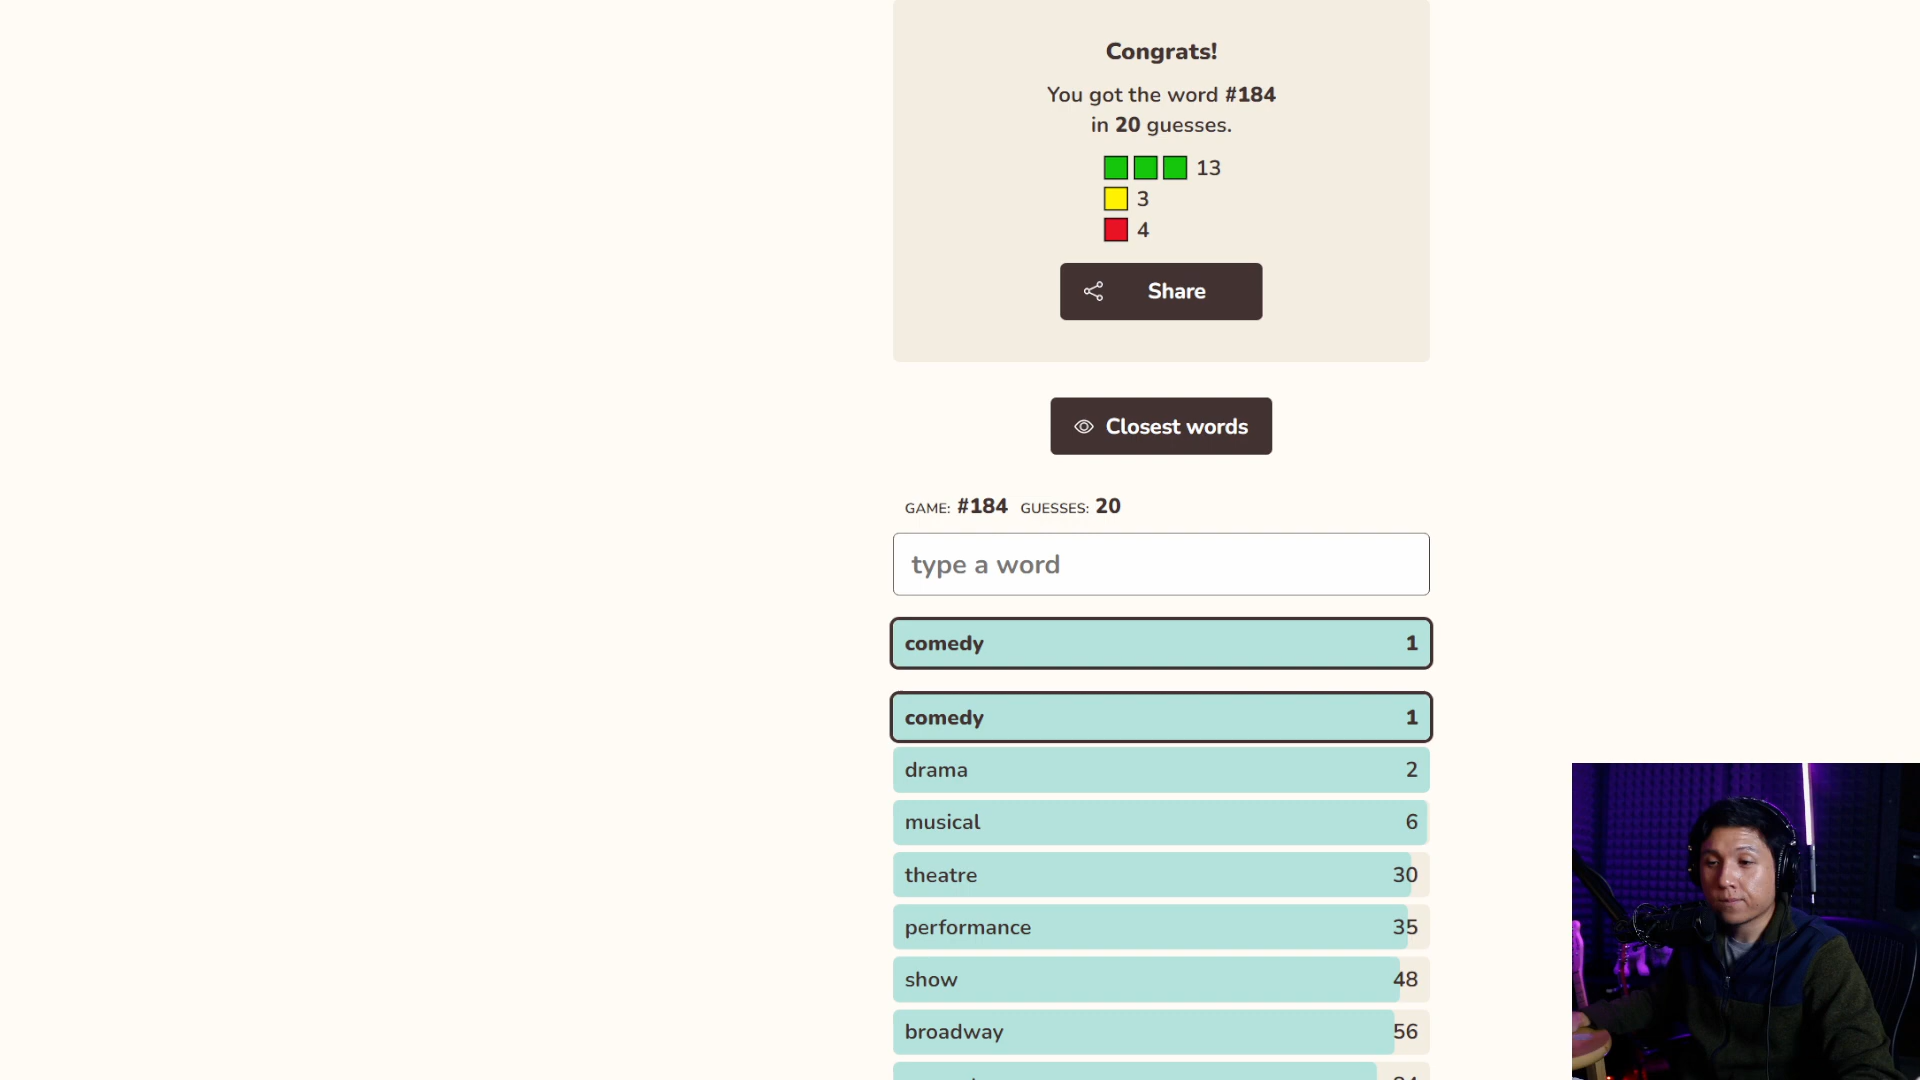 Congrats!
You got the word #184
in 20 guesses.
13
3
4
Share
Closest words
GAME: #184 GUESSES: 20
type a word
comedy 1
comedy 1
drama 2
musical 6
theatre 30
performance 35
show 48
broadway 56